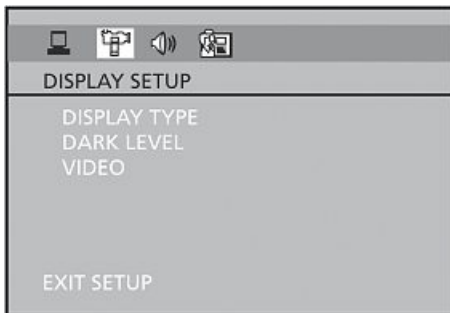 DISPLAY SETUP
DISPLAY TYPE
DARK LEVEL
VIDEO
EXIT SETUP